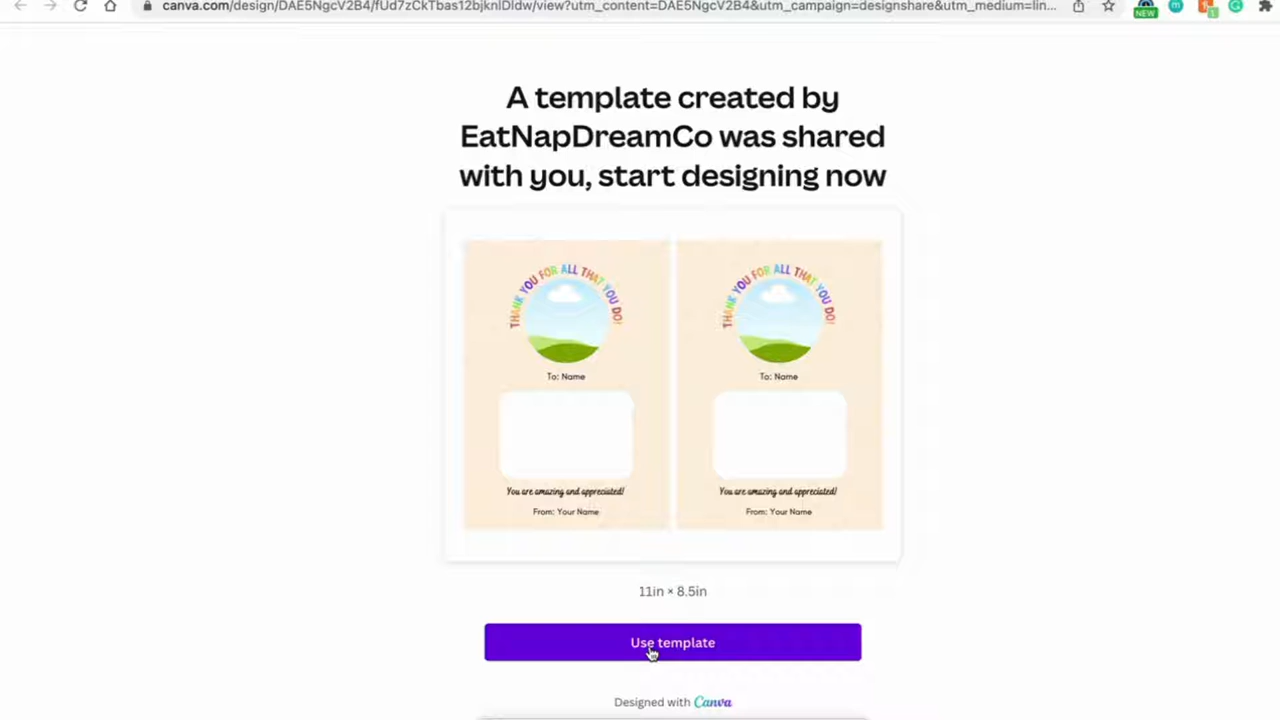 canva.com/design/DAE5NgcV2B4/fUd7zCkTbas12bjknlDldw/view?utm_content=DAE5NgcV2B4&utm_campaign=designshare&utm_medium=lin...
NEW
A template created by
EatNapDreamCo was shared
with you, start designing now
THANK YOU FOR ALL THAT YOU DO!
THANK YOU FOR ALL THAT YOU DO!
To: Name
To: Name
You are amazing and appreciated!
You are amazing and appreciated!
From: Your Name
From: Your Name
11in × 8.5in
Use template
Designed with Canva